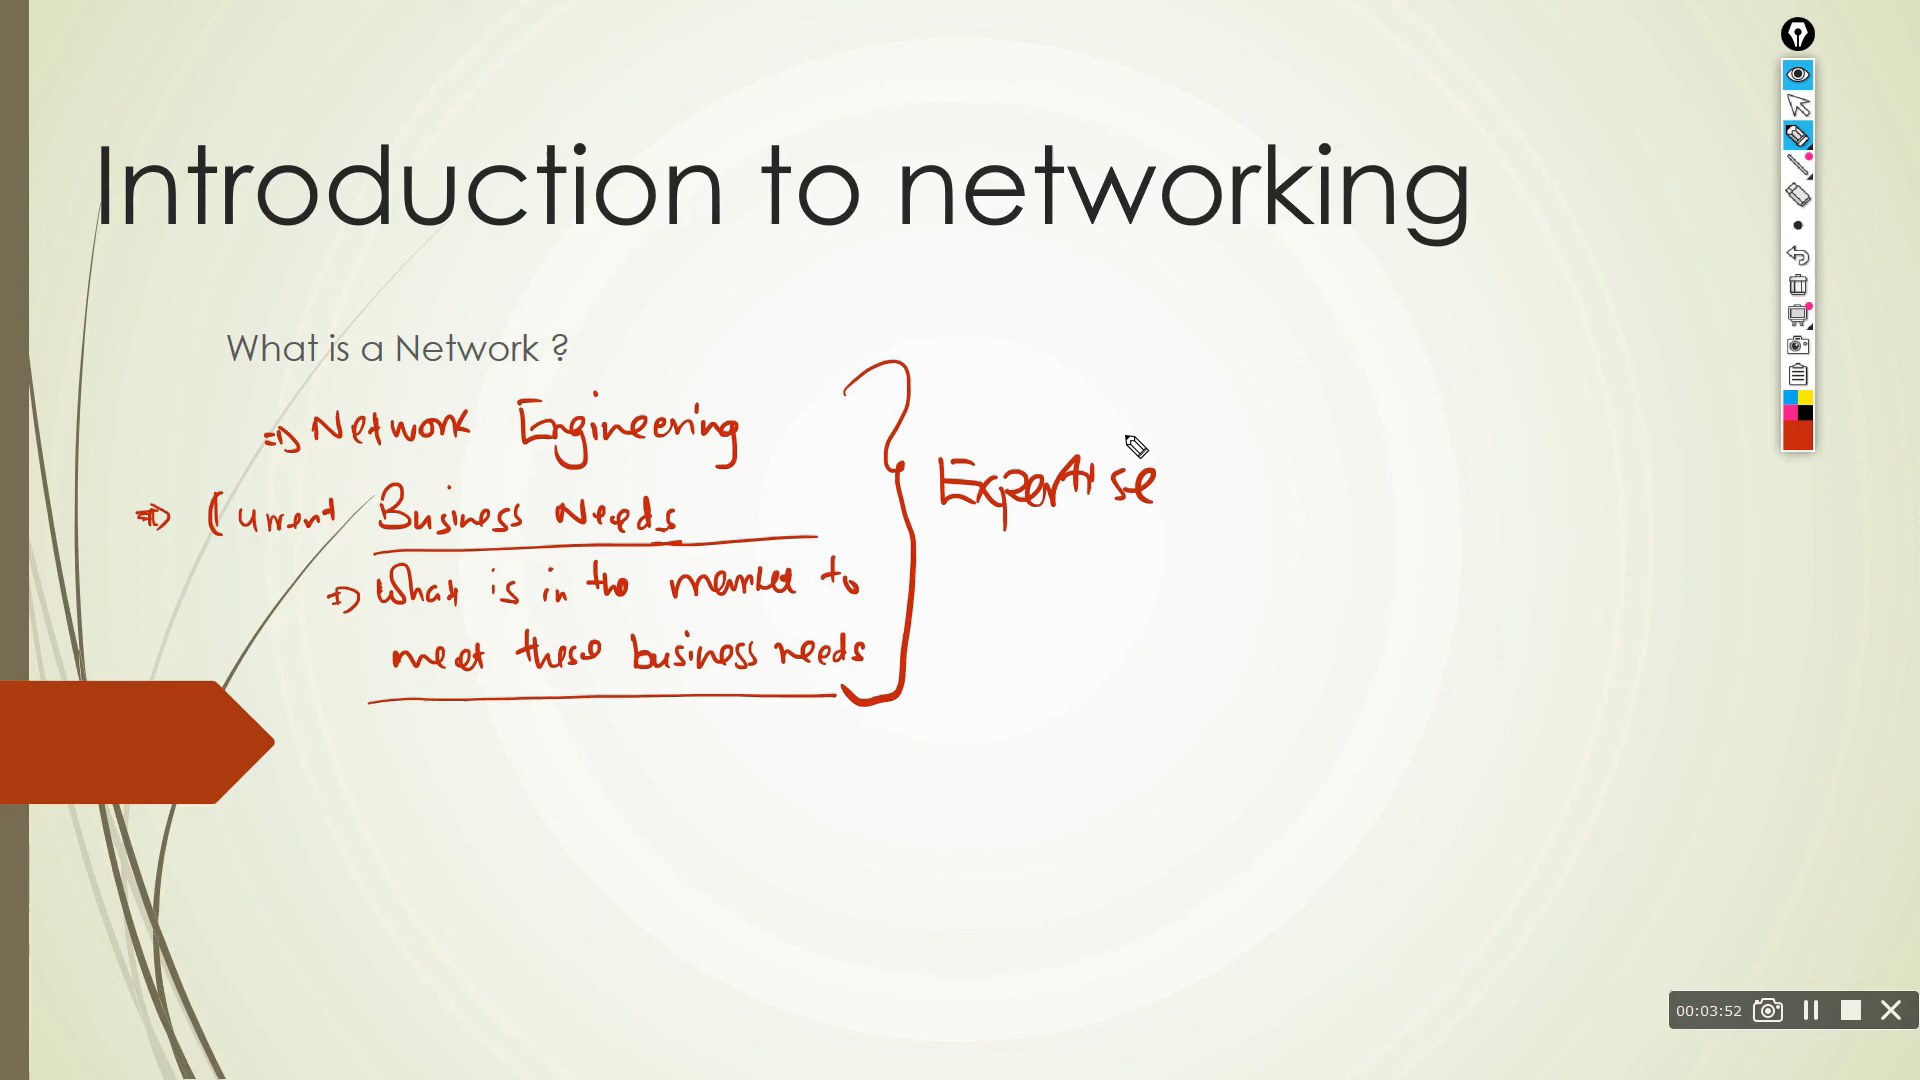 Introduction to networking
What is a Network ?
⇒ Network Engineering
⇒ Current Business Needs
⇒ What is in the market to
meet these business needs
Expertise
00:03:52